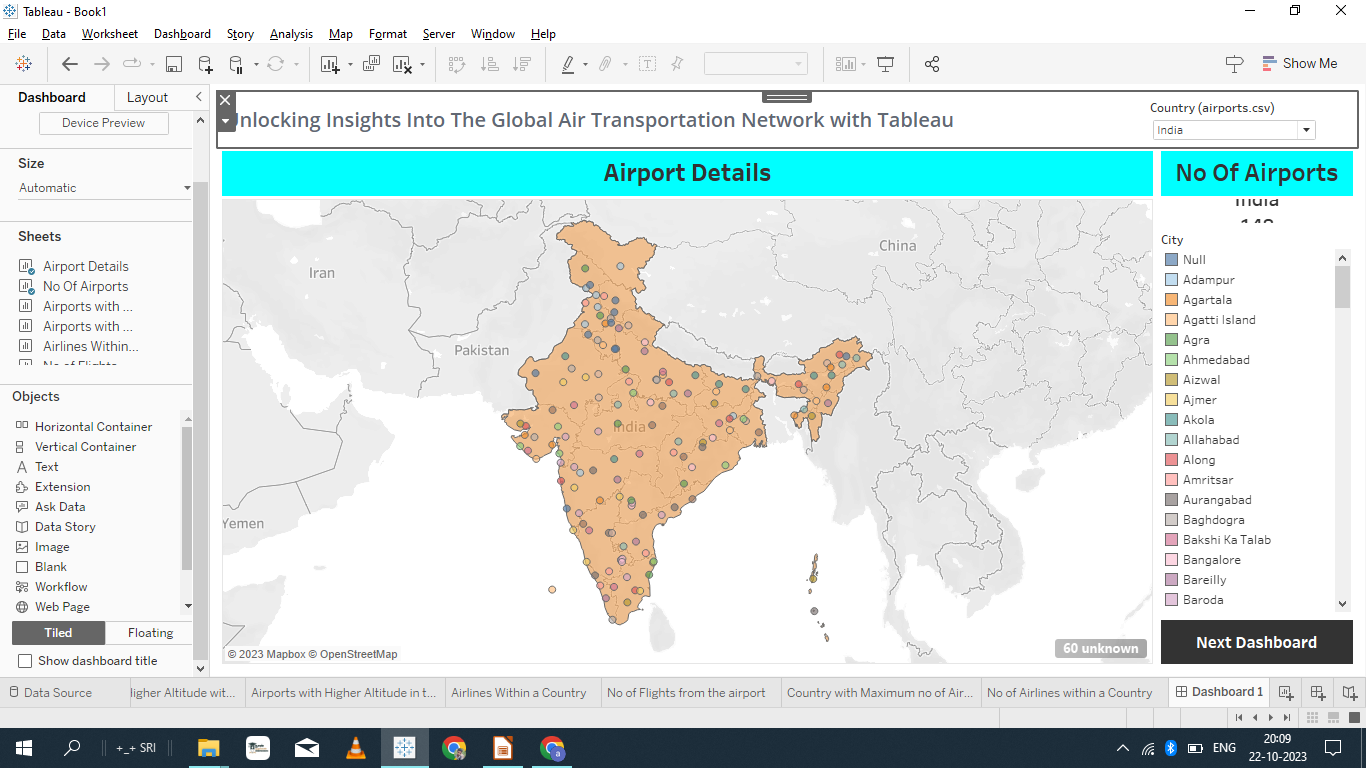 Tableau - Book1
File Data Worksheet Dashboard Story Analysis Map Format Server Window Help
Show Me
Dashboard Layout
Device Preview
Size
Automatic
Sheets
Airport Details
No Of Airports
Airports with ...
Airports with ...
Airlines Within...
No of Flights
Objects
Horizontal Container
Vertical Container
Text
Extension
Ask Data
Data Story
Image
Blank
Workflow
Web Page
Tiled Floating
Show dashboard title
nlocking Insights Into The Global Air Transportation Network with Tableau
Country (airports.csv)
India
Airport Details
No Of Airports
India
Iran
China
Pakistan
India
Yemen
© 2023 Mapbox © OpenStreetMap
60 unknown
City
Null
Adampur
Agartala
Agatti Island
Agra
Ahmedabad
Aizwal
Ajmer
Akola
Allahabad
Along
Amritsar
Aurangabad
Baghdogra
Bakshi Ka Talab
Bangalore
Bareilly
Baroda
Next Dashboard
Data Source
igher Altitude wit...
Airports with Higher Altitude in t...
Airlines Within a Country
No of Flights from the airport
Country with Maximum no of Air...
No of Airlines within a Country
Dashboard 1
+_+ SRI
ENG
20:09
22-10-2023